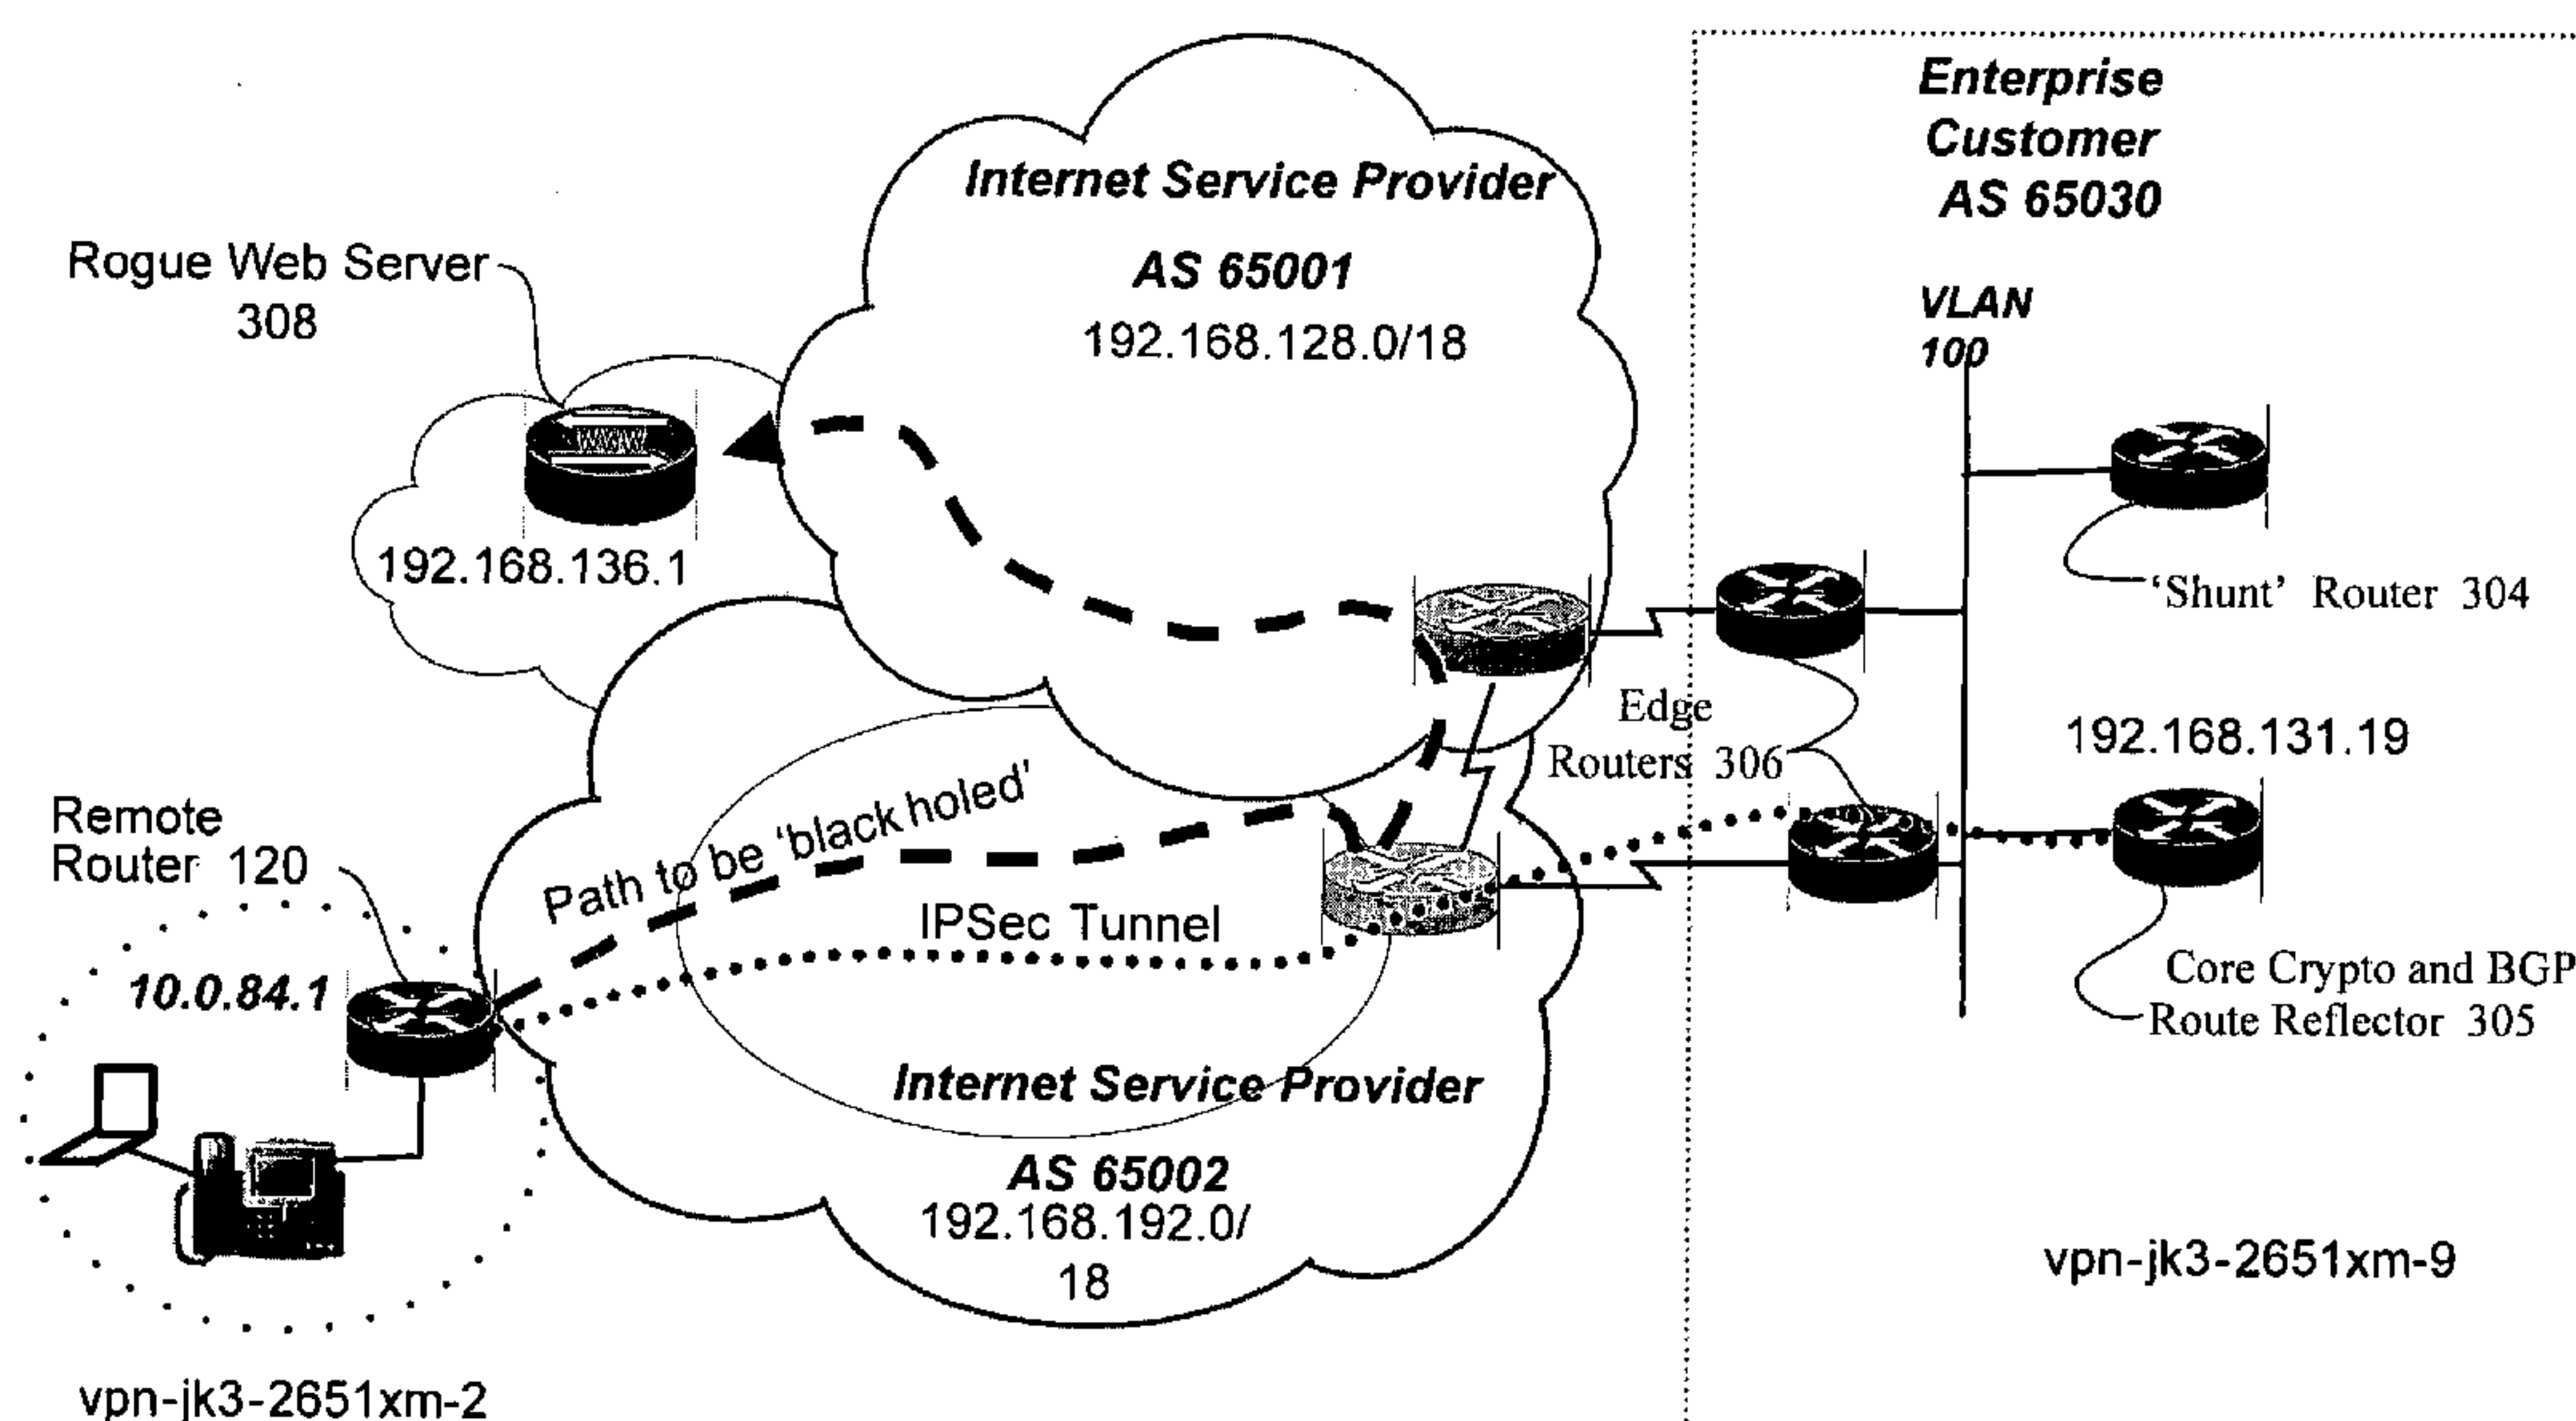 Enterprise
Customer
AS 65030
Internet Service Provider
AS 65001
192.168.128.0/18
Rogue Web Server
308
VLAN
100
WWW
192.168.136.1
'Shunt' Router 304
Edge
Routers 306
192.168.131.19
Remote
Router 120
Path to be 'black holed'
IPSec Tunnel
10.0.84.1
Core Crypto and BGP
Route Reflector 305
Internet Service Provider
AS 65002
192.168.192.0/
18
vpn-jk3-2651xm-9
vpn-jk3-2651xm-2